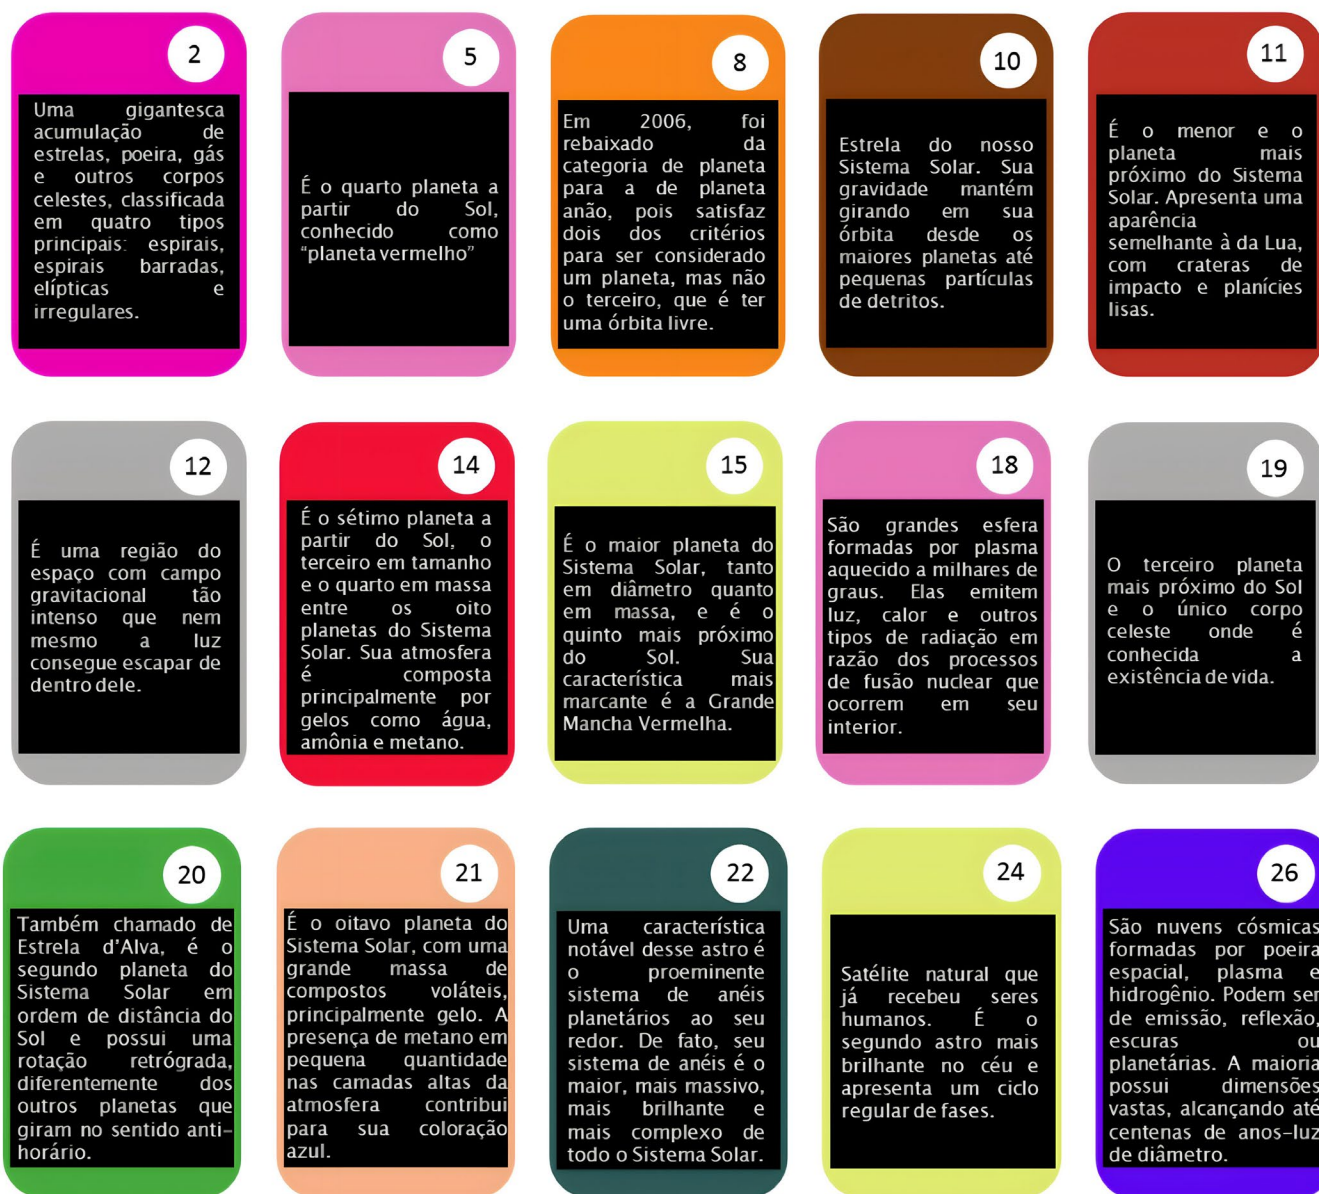 2
Uma gigantesca
acumulação de
estrelas, poeira, gás
e outros corpos
celestes, classificada
em quatro tipos
principais: espirais,
espirais barradas,
elípticas e
irregulares.
5
É o quarto planeta a
partir do Sol,
conhecido como
“planeta vermelho”
8
Em 2006, foi
rebaixado da
categoria de planeta
para a de planeta
anão, pois satisfaz
dois dos critérios
para ser considerado
um planeta, mas não
o terceiro, que é ter
uma órbita livre.
10
Estrela do nosso
Sistema Solar. Sua
gravidade mantém
girando em sua
órbita desde os
maiores planetas até
pequenas partículas
de detritos.
11
É o menor e o
planeta mais
próximo do Sistema
Solar. Apresenta uma
aparência
semelhante à da Lua,
com crateras de
impacto e planícies
lisas.
12
É uma região do
espaço com campo
gravitacional tão
intenso que nem
mesmo a luz
consegue escapar de
dentro dele.
14
É o sétimo planeta a
partir do Sol, o
terceiro em tamanho
e o quarto em massa
entre os oito
planetas do Sistema
Solar. Sua atmosfera
é composta
principalmente por
gelos como água,
amônia e metano.
15
É o maior planeta do
Sistema Solar, tanto
em diâmetro quanto
em massa, e é o
quinto mais próximo
do Sol. Sua
característica mais
marcante é a Grande
Mancha Vermelha.
18
São grandes esfera
formadas por plasma
aquecido a milhares de
graus. Elas emitem
luz, calor e outros
tipos de radiação em
razão dos processos
de fusão nuclear que
ocorrem em seu
interior.
19
O terceiro planeta
mais próximo do Sol
e o único corpo
celeste onde é
conhecida a
existência de vida.
20
Também chamado de
Estrela d’Alva, é o
segundo planeta do
Sistema Solar em
ordem de distância do
Sol e possui uma
rotação retrógrada,
diferentemente dos
outros planetas que
giram no sentido anti-
horário.
21
É o oitavo planeta do
Sistema Solar, com uma
grande massa de
compostos voláteis,
principalmente gelo. A
presença de metano em
pequena quantidade
nas camadas altas da
atmosfera contribui
para sua coloração
azul.
22
Uma característica
notável desse astro é
o proeminente
sistema de anéis
planetários ao seu
redor. De fato, seu
sistema de anéis é o
maior, mais massivo,
mais brilhante e
mais complexo de
todo o Sistema Solar.
24
Satélite natural que
já recebeu seres
humanos. É o
segundo astro mais
brilhante no céu e
apresenta um ciclo
regular de fases.
26
São nuvens cósmicas
formadas por poeira
espacial, plasma e
hidrogênio. Podem ser
de emissão, reflexão,
escuras ou
planetárias. A maioria
possui dimensões
vastas, alcançando até
centenas de anos-luz
de diâmetro.